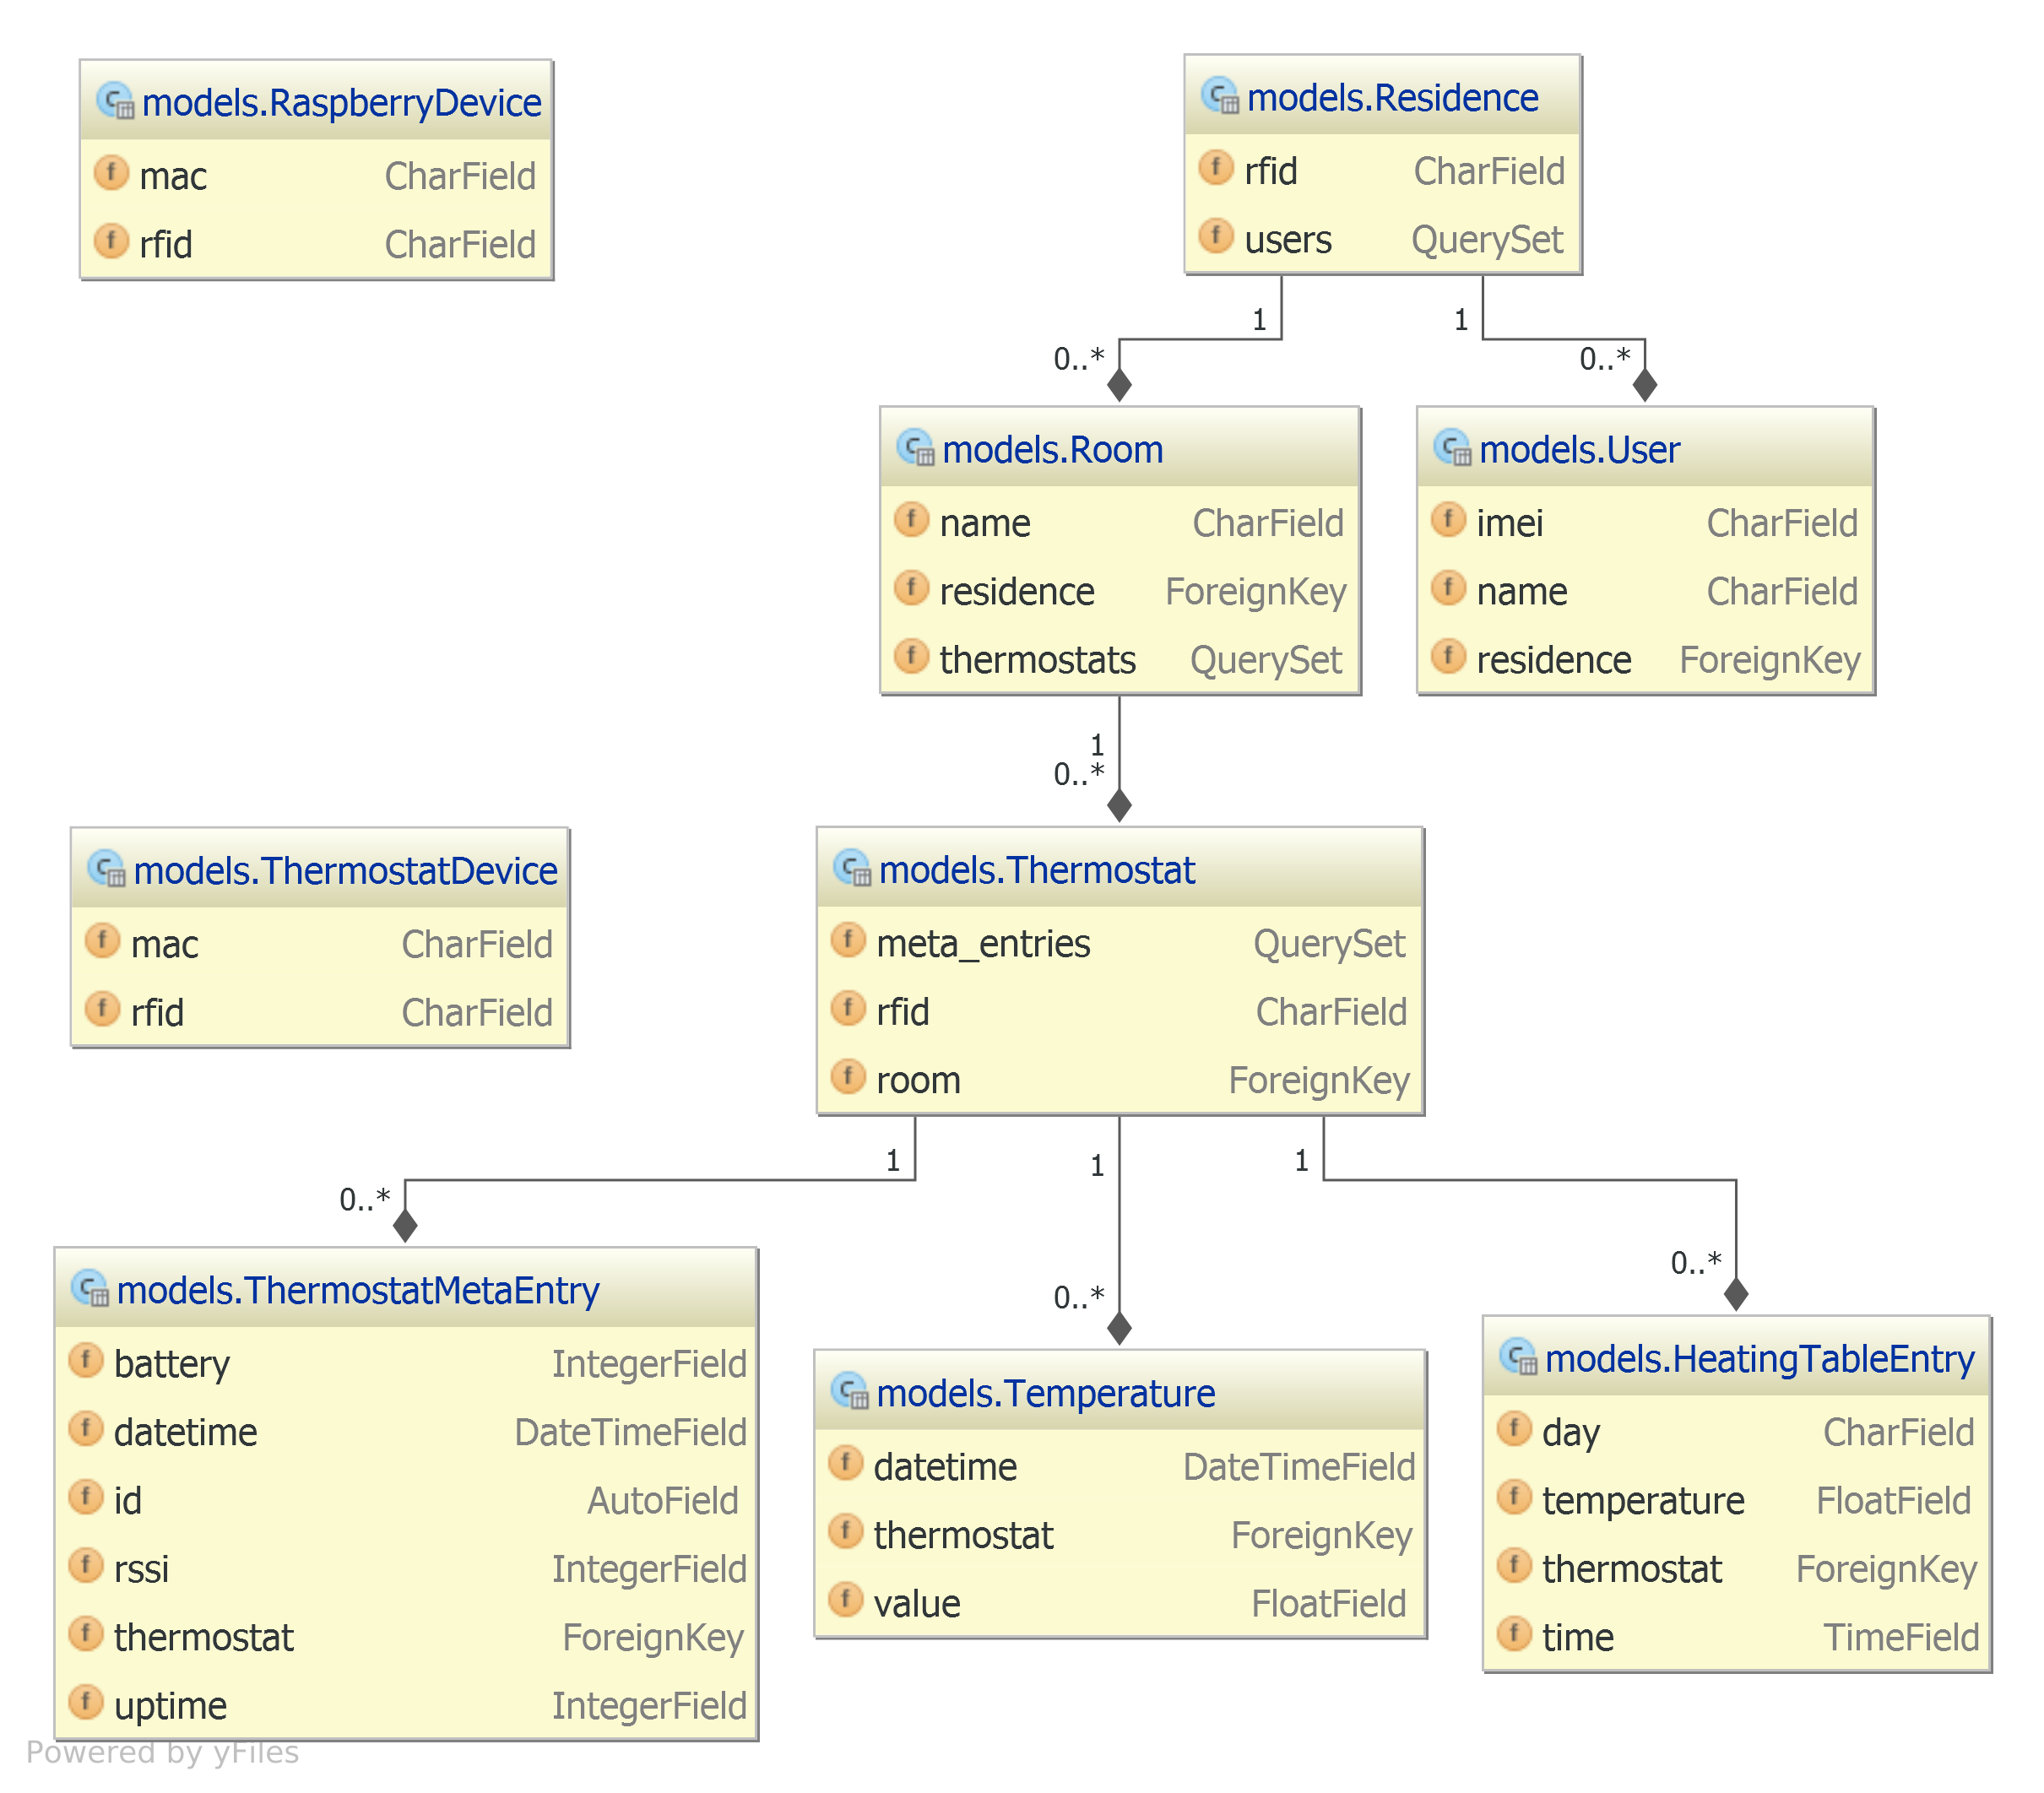 models.RaspberryDevice
mac CharField
rfid CharField
models.Residence
rfid CharField
users QuerySet
1
0..*
1
0..*
models.Room
name CharField
residence ForeignKey
thermostats QuerySet
models.User
imei CharField
name CharField
residence ForeignKey
1
0..*
models.ThermostatDevice
mac CharField
rfid CharField
models.Thermostat
meta_entries QuerySet
rfid CharField
room ForeignKey
1
0..*
1
0..*
1
0..*
models.ThermostatMetaEntry
battery IntegerField
datetime DateTimeField
id AutoField
rssi IntegerField
thermostat ForeignKey
uptime IntegerField
models.Temperature
datetime DateTimeField
thermostat ForeignKey
value FloatField
models.HeatingTableEntry
day CharField
temperature FloatField
thermostat ForeignKey
time TimeField
Powered by yFiles